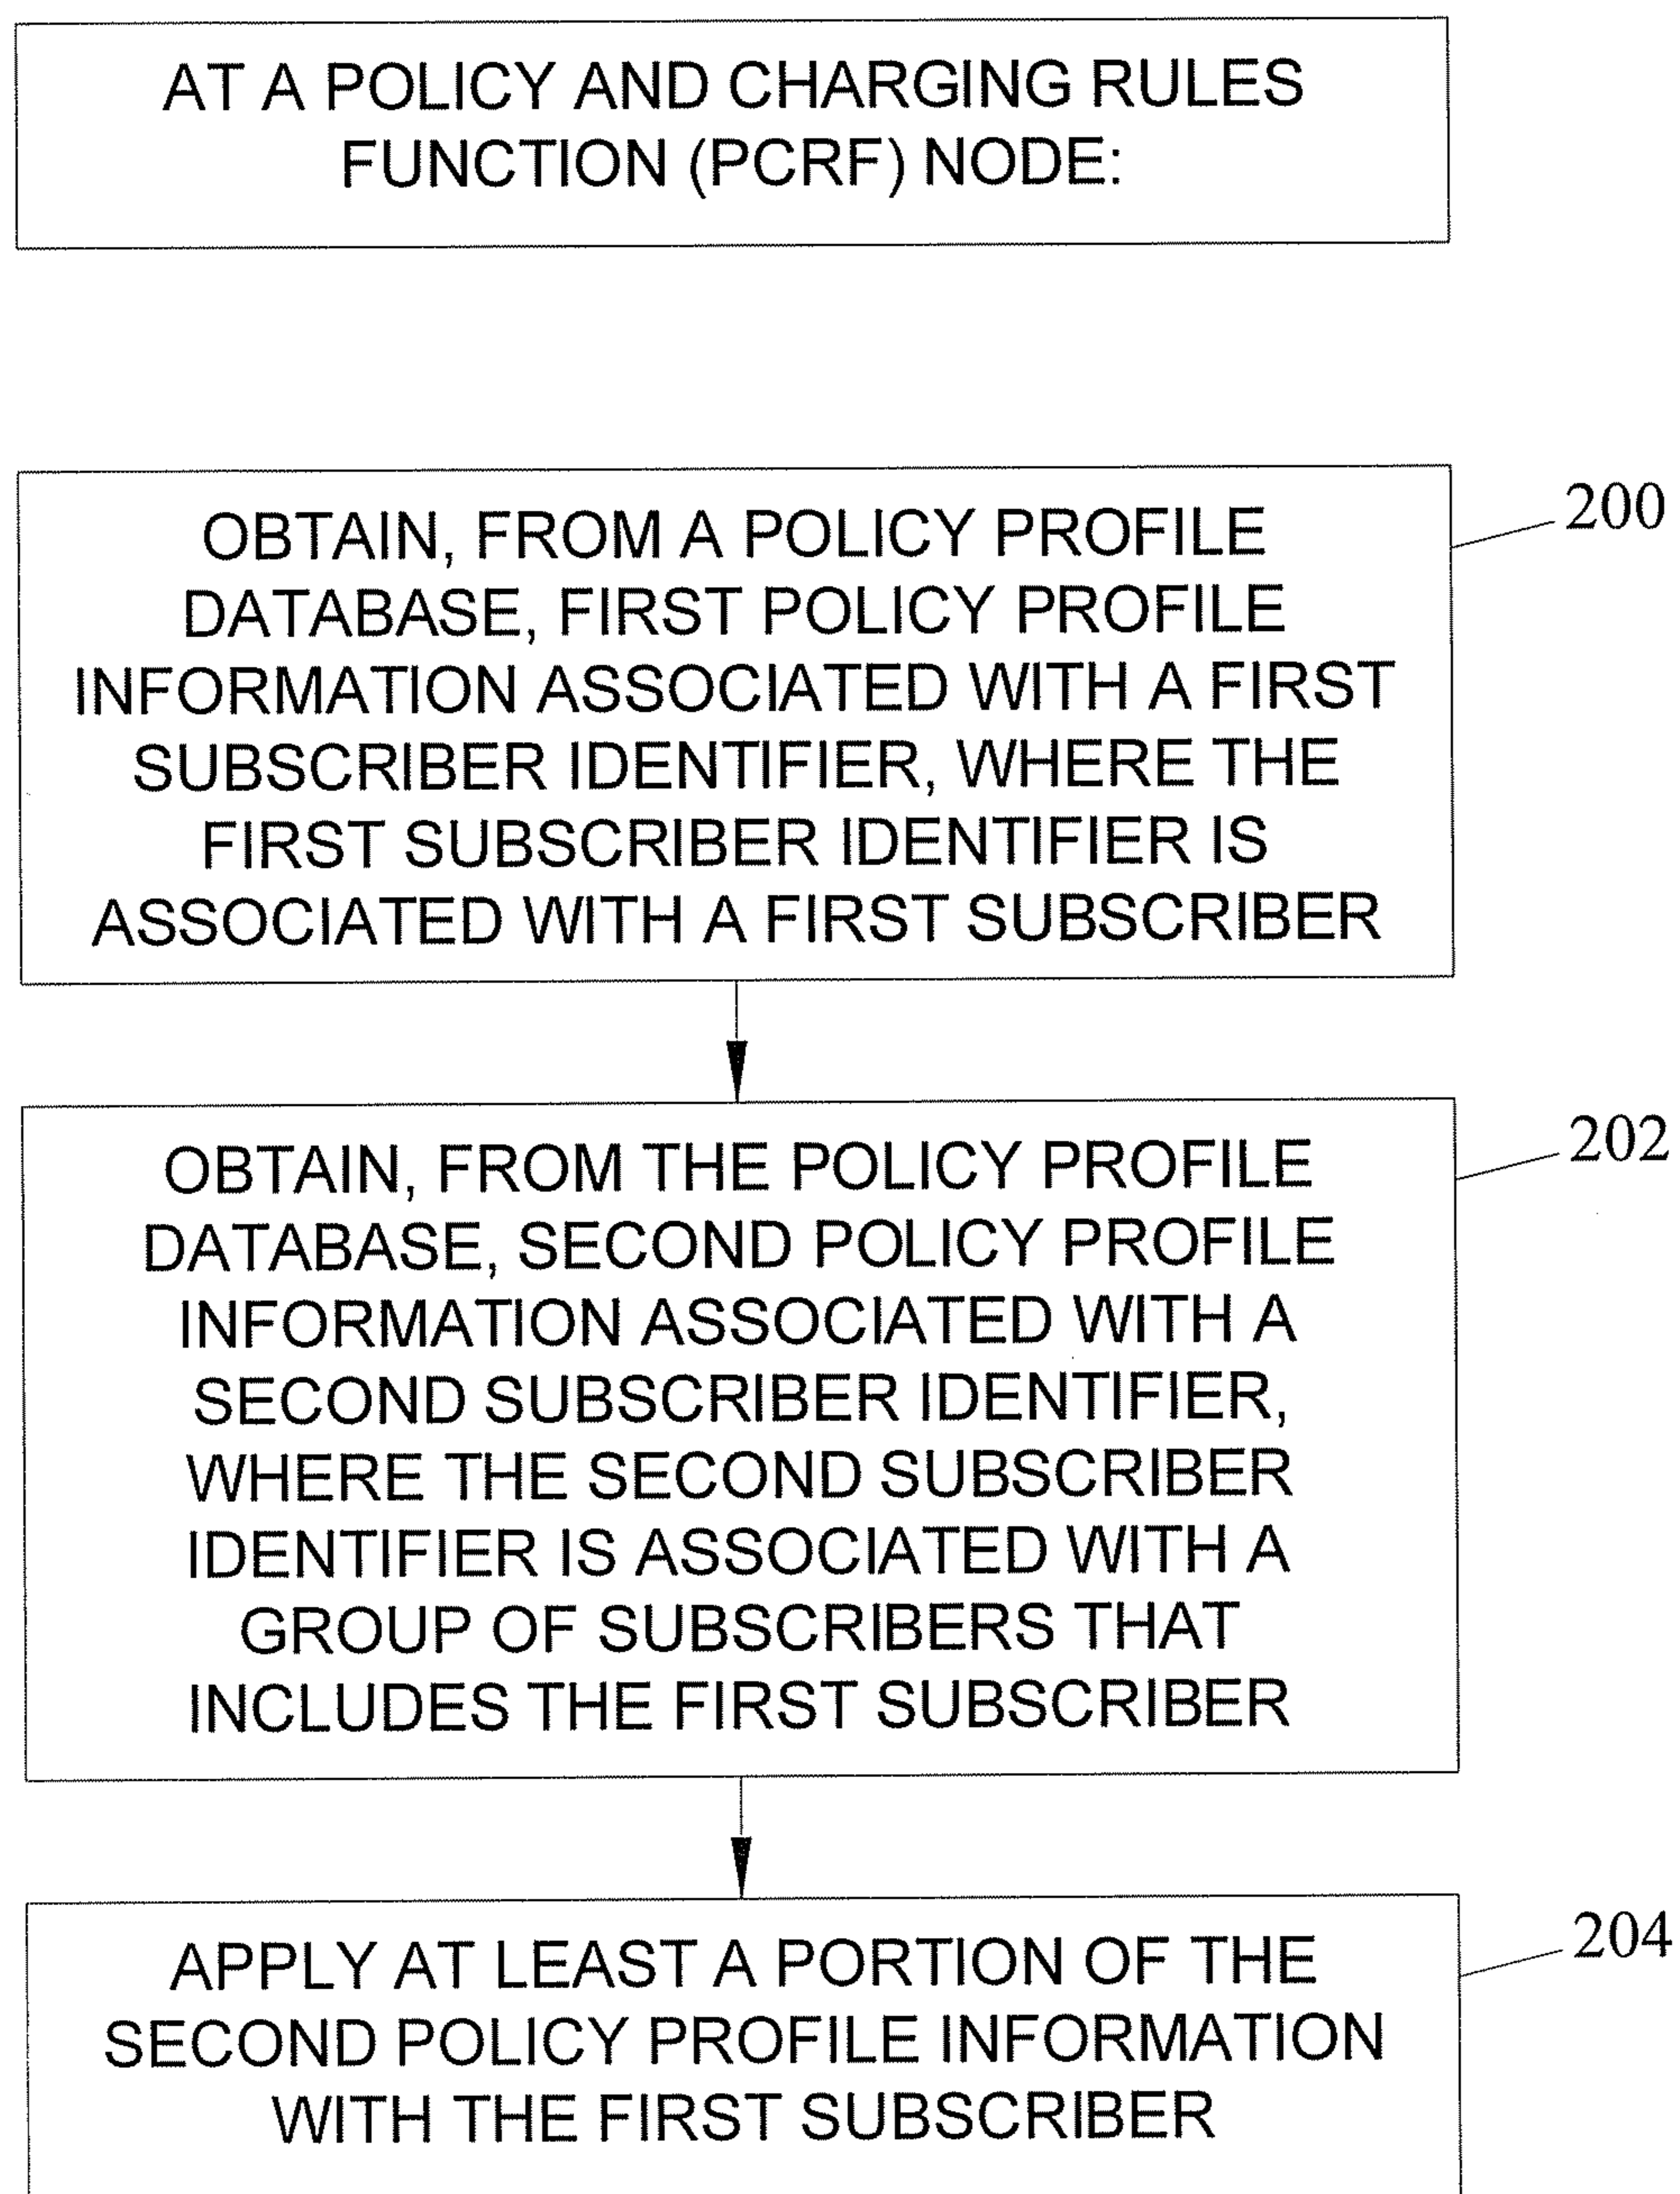 AT A POLICY AND CHARGING RULES
FUNCTION (PCRF) NODE:
OBTAIN, FROM A POLICY PROFILE
DATABASE, FIRST POLICY PROFILE
INFORMATION ASSOCIATED WITH A FIRST
SUBSCRIBER IDENTIFIER, WHERE THE
FIRST SUBSCRIBER IDENTIFIER IS
ASSOCIATED WITH A FIRST SUBSCRIBER
200
OBTAIN, FROM THE POLICY PROFILE
DATABASE, SECOND POLICY PROFILE
INFORMATION ASSOCIATED WITH A
SECOND SUBSCRIBER IDENTIFIER,
WHERE THE SECOND SUBSCRIBER
IDENTIFIER IS ASSOCIATED WITH A
GROUP OF SUBSCRIBERS THAT
INCLUDES THE FIRST SUBSCRIBER
202
APPLY AT LEAST A PORTION OF THE
SECOND POLICY PROFILE INFORMATION
WITH THE FIRST SUBSCRIBER
204